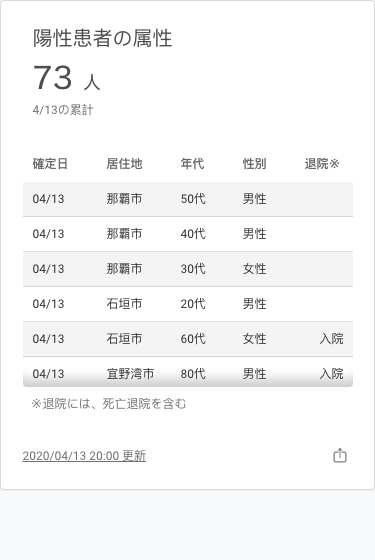 陽性患者の属性
73 人
4/13の累計
確定日 居住地 年代 性別 退院※
04/13 那覇市 50代 男性
04/13 那覇市 40代 男性
04/13 那覇市 30代 女性
04/13 石垣市 20代 男性
04/13 石垣市 60代 女性 入院
04/13 宜野湾市 80代 男性 入院
※退院には、死亡退院を含む
2020/04/13 20:00 更新